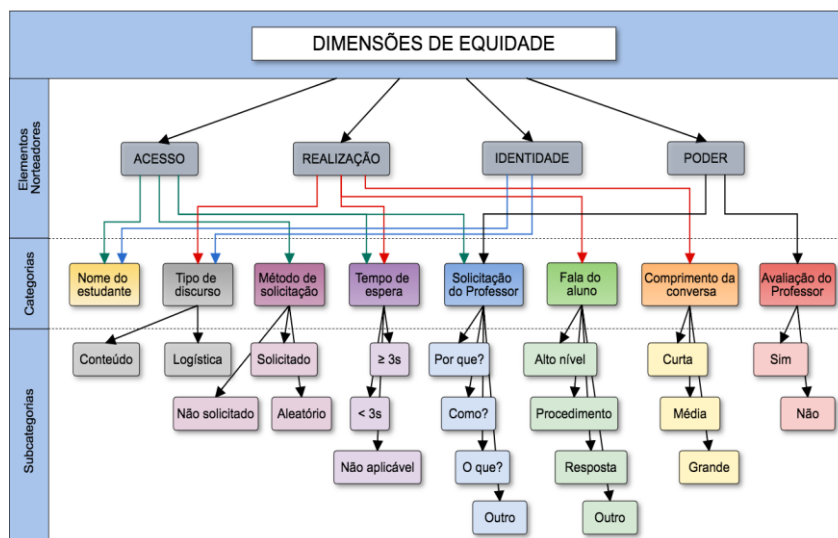 DIMENSÕES DE EQUIDADE
Elementos
Norteadores
ACESSO
REALIZAÇÃO
IDENTIDADE
PODER
Categorias
Nome do
estudante
Tipo de
discurso
Método de
solicitação
Tempo de
espera
Solicitação
do Professor
Fala do
aluno
Comprimento da
conversa
Avaliação do
Professor
Subcategorias
Conteúdo
Logística
Solicitado
≥ 3s
Por que?
Alto nível
Curta
Sim
Não solicitado
Aleatório
< 3s
Como?
Procedimento
Média
Não
Não aplicável
O que?
Resposta
Grande
Outro
Outro